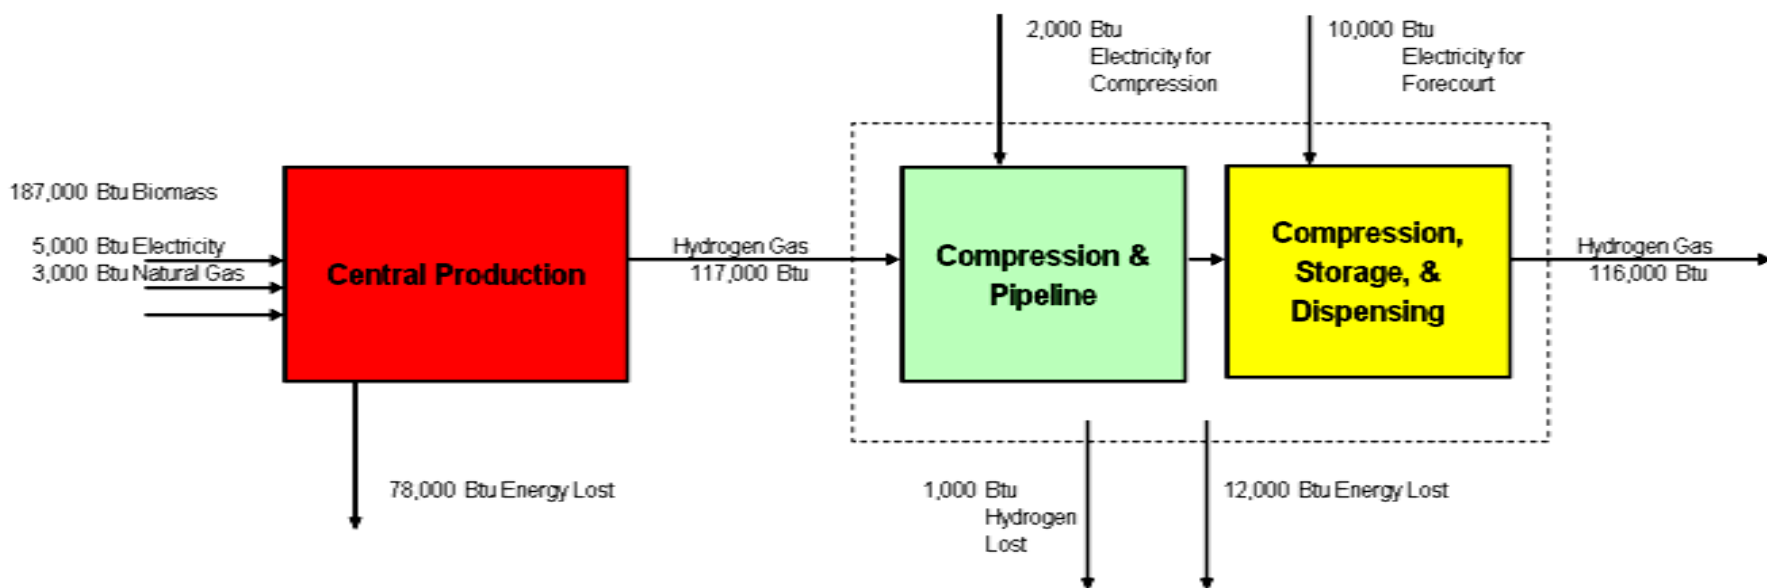 2,000 Btu
Electricity for
Compression
10,000 Btu
Electricity for
Forecourt
187,000 Btu Biomass
5,000 Btu Electricity
3,000 Btu Natural Gas
Central Production
Hydrogen Gas
117,000 Btu
Compression &
Pipeline
Compression,
Storage, &
Dispensing
Hydrogen Gas
116,000 Btu
78,000 Btu Energy Lost
1,000 Btu
Hydrogen
Lost
12,000 Btu Energy Lost